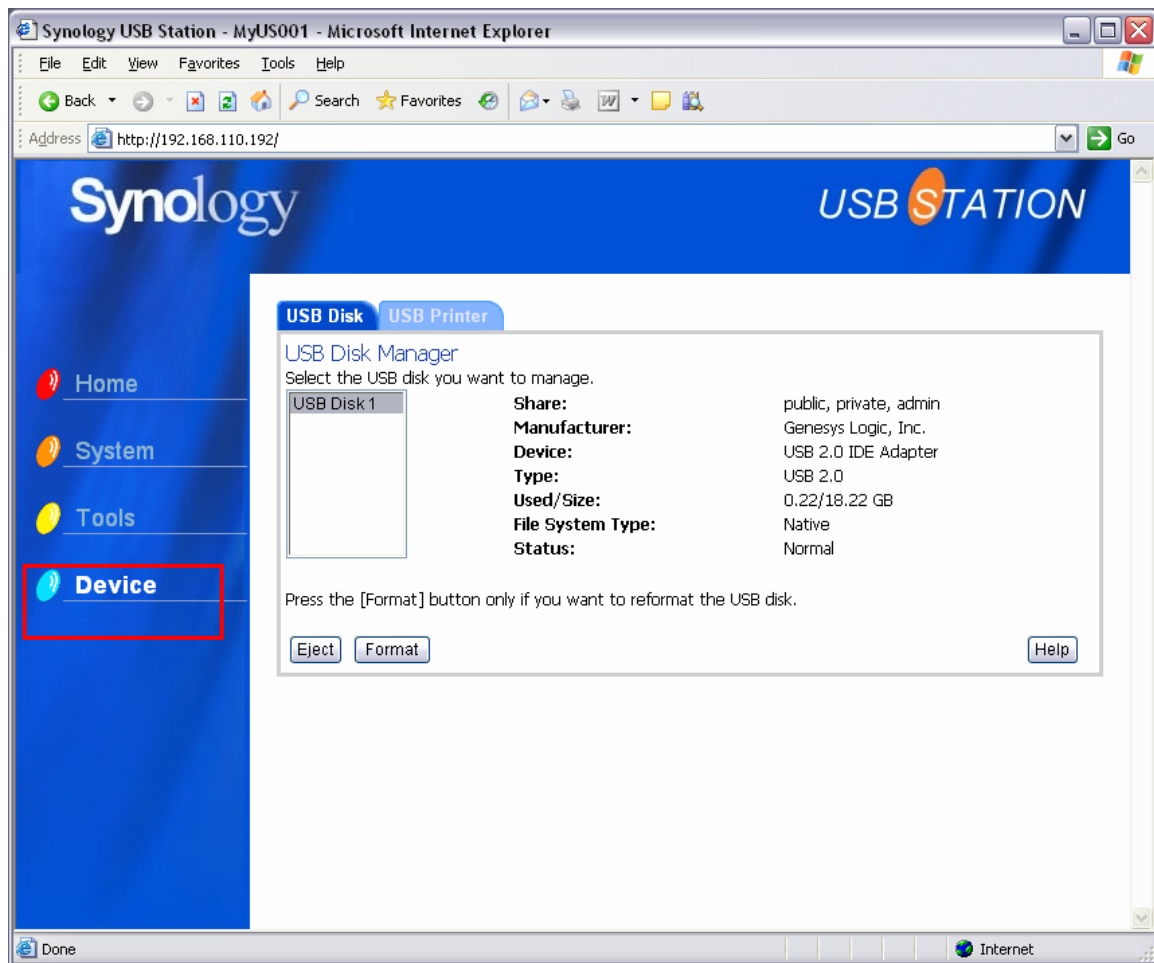 Synology USB Station - MyUS001 - Microsoft Internet Explorer
File Edit View Favorites Tools Help
Back Search Favorites
Address http://192.168.110.192/ Go
Synology
USB STATION
Home
System
Tools
Device
USB Disk USB Printer
USB Disk Manager
Select the USB disk you want to manage.
USB Disk 1
Share: public, private, admin
Manufacturer: Genesys Logic, Inc.
Device: USB 2.0 IDE Adapter
Type: USB 2.0
Used/Size: 0.22/18.22 GB
File System Type: Native
Status: Normal
Press the [Format] button only if you want to reformat the USB disk.
Eject Format Help
Done Internet